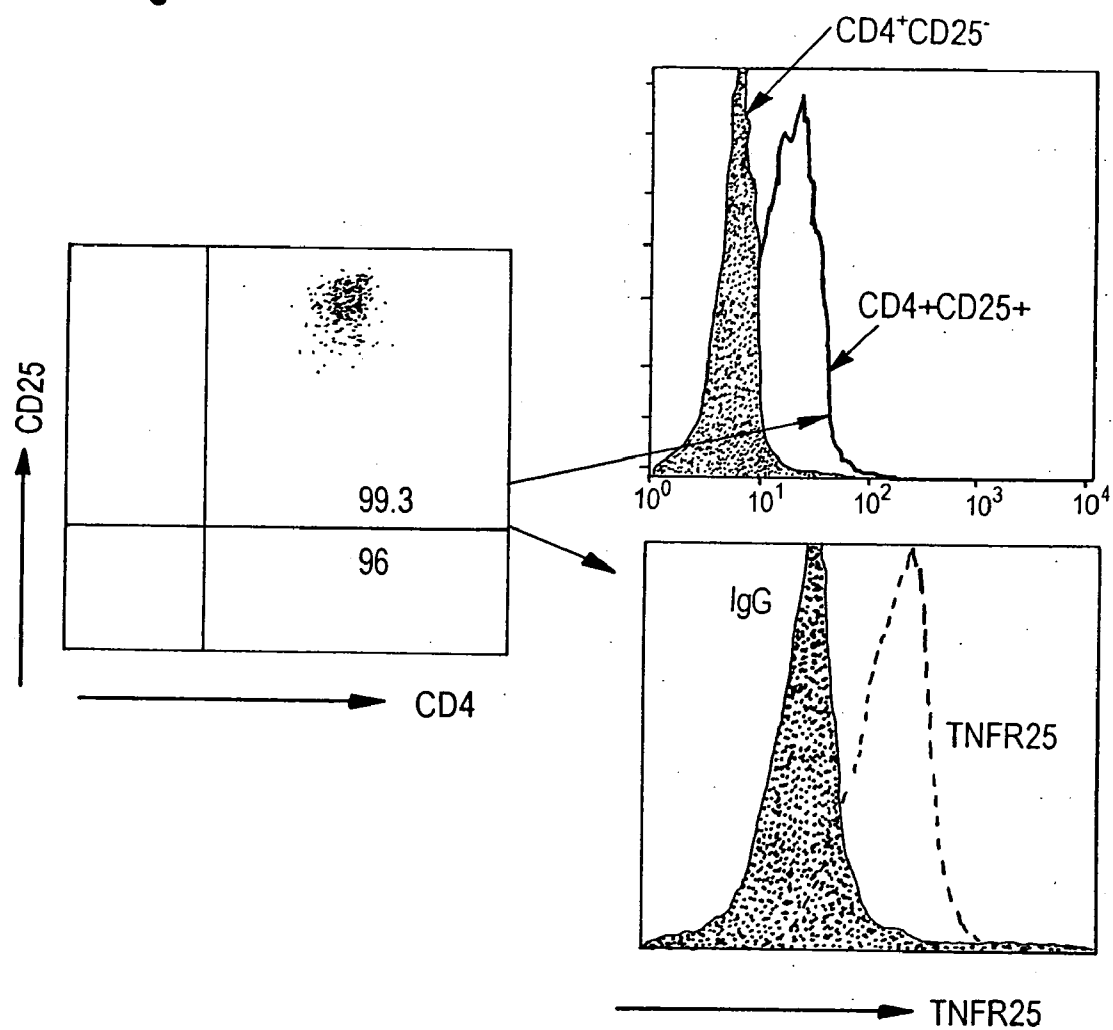 CD4⁺CD25⁻
CD4+CD25+
CD25
99.3
96
CD4
10⁰ 10¹ 10² 10³ 10⁴
IgG
TNFR25
TNFR25